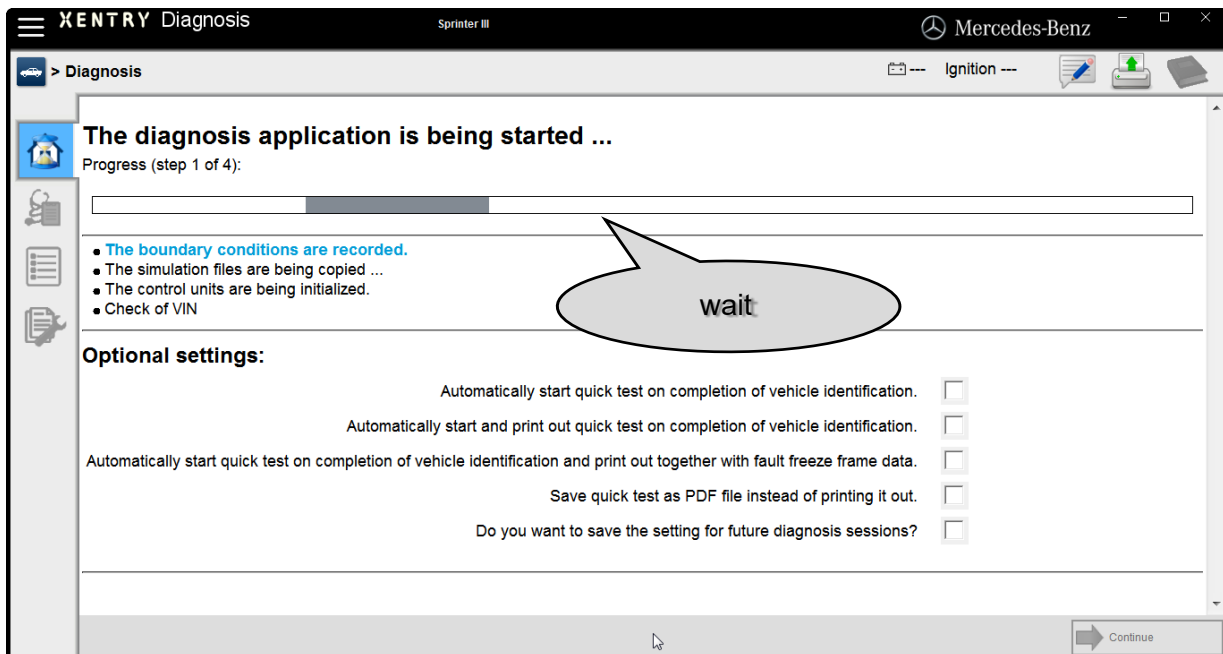 XENTRY Diagnosis
Sprinter III
Mercedes-Benz
> Diagnosis
---
Ignition ---
The diagnosis application is being started ...
Progress (step 1 of 4):
The boundary conditions are recorded.
The simulation files are being copied ...
The control units are being initialized.
Check of VIN
wait
Optional settings:
Automatically start quick test on completion of vehicle identification.
Automatically start and print out quick test on completion of vehicle identification.
Automatically start quick test on completion of vehicle identification and print out together with fault freeze frame data.
Save quick test as PDF file instead of printing it out.
Do you want to save the setting for future diagnosis sessions?
Continue